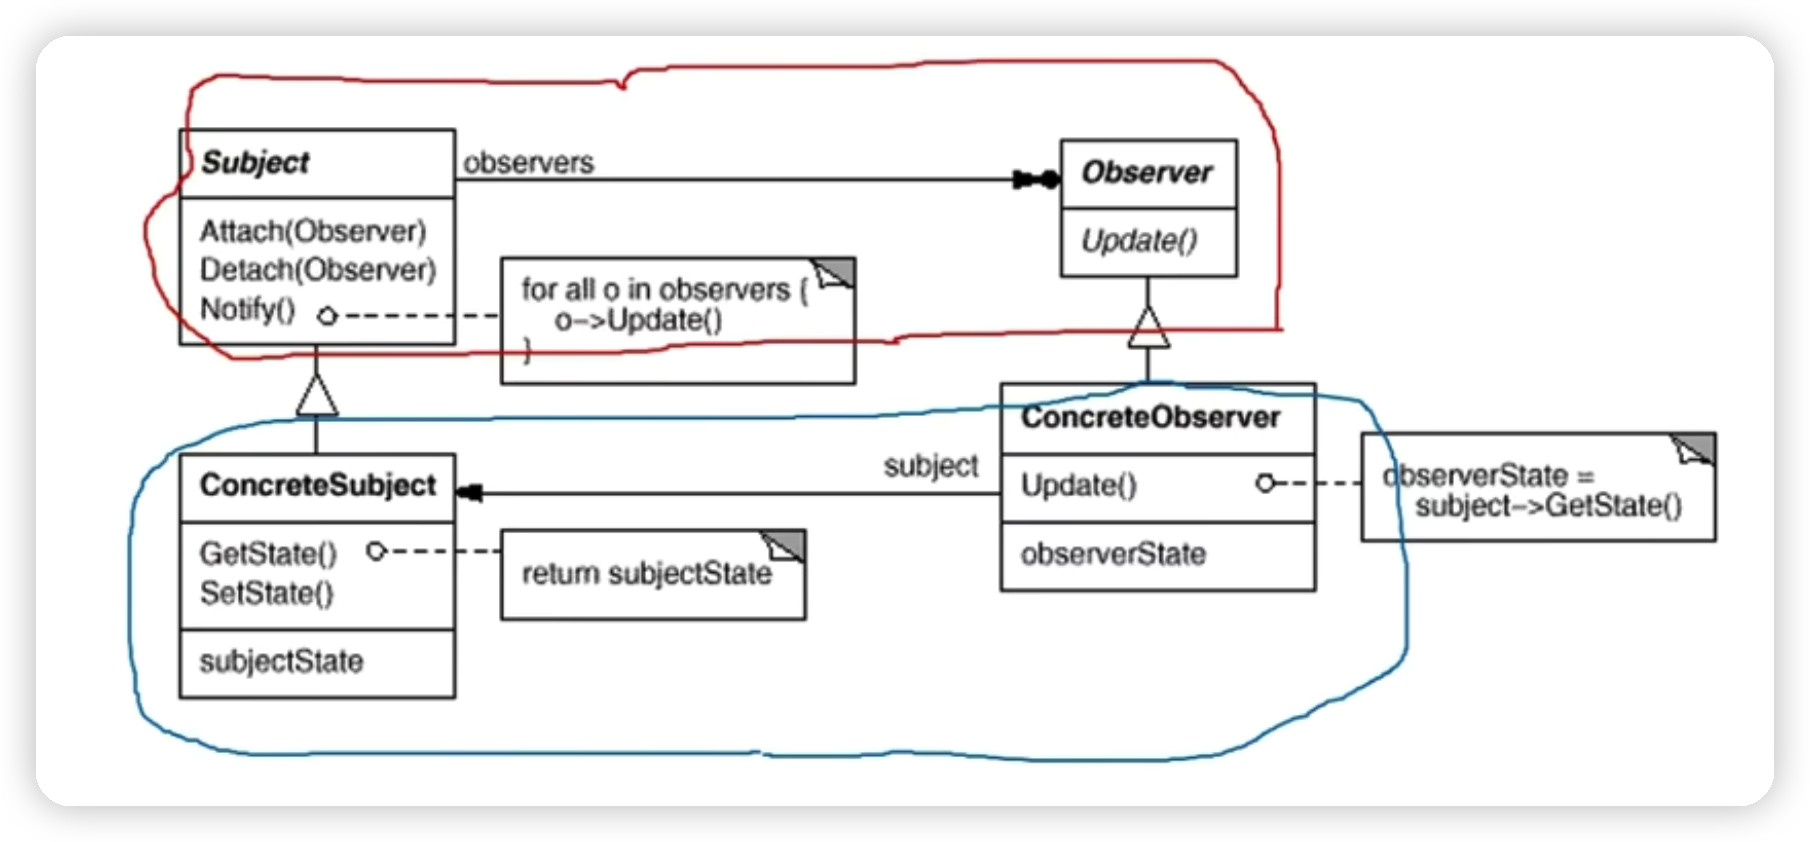 Subject
Attach(Observer)
Detach(Observer)
Notify()
observers
Observer
Update()
for all o in observers {
o->Update()
}
ConcreteSubject
GetState()
SetState()
subjectState
return subjectState
subject
ConcreteObserver
Update()
observerState
observerState =
subject->GetState()